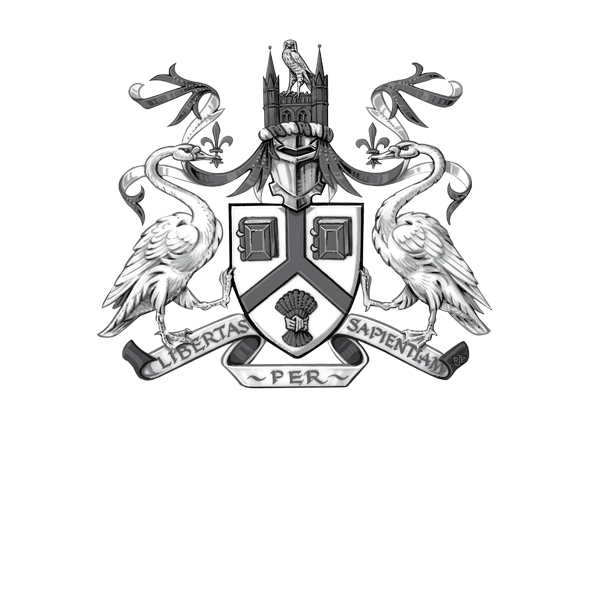 LIBERTAS
~ PER ~
SAPIENTIAM